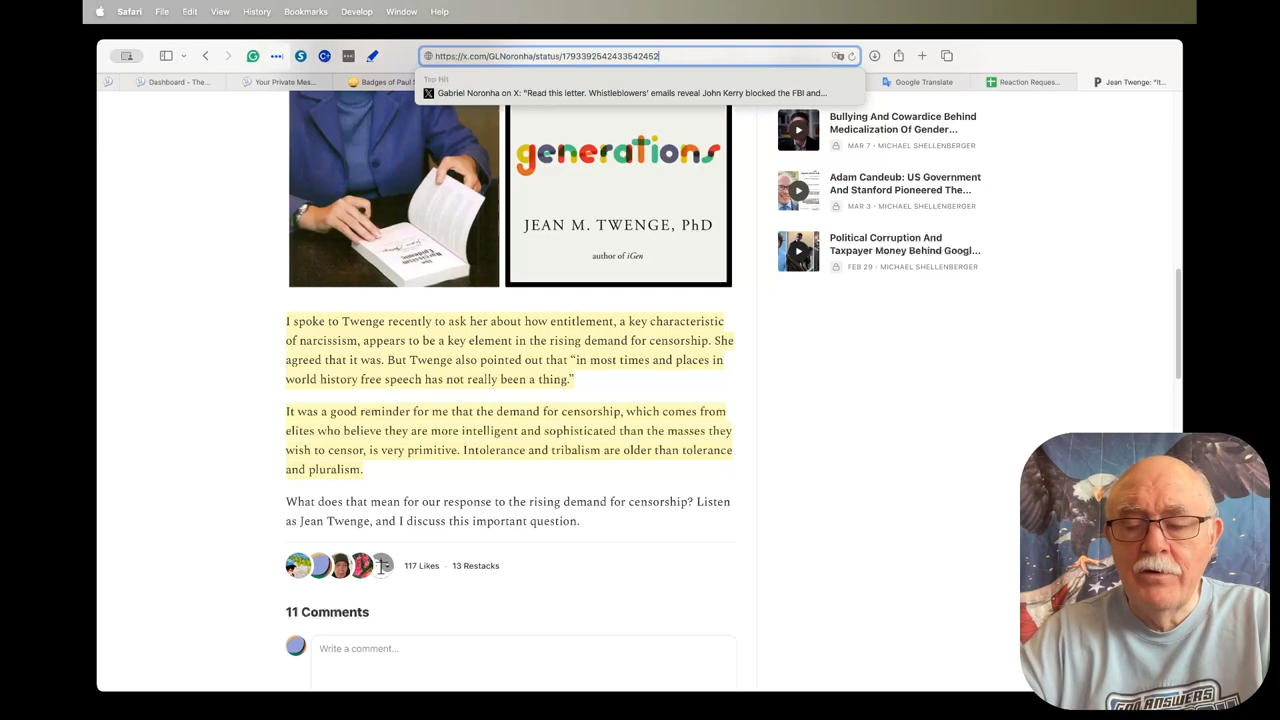 Safari File Edit View History Bookmarks Develop Window Help
https://x.com/GLNoronha/status/1793392542433542452
Top Hit
Gabriel Noronha on X: "Read this letter. Whistleblowers' emails reveal John Kerry blocked the FBI and...
Dashboard - The... Your Private Mes... Badges of Paul S Google Translate Reaction Reques... Jean Twenge: "It...
generations
JEAN M. TWENGE, PhD
author of iGen
Bullying And Cowardice Behind
Medicalization Of Gender...
MAR 7 • MICHAEL SHELLENBERGER
Adam Candeub: US Government
And Stanford Pioneered The...
MAR 3 • MICHAEL SHELLENBERGER
Political Corruption And
Taxpayer Money Behind Googl...
FEB 29 • MICHAEL SHELLENBERGER
I spoke to Twenge recently to ask her about how entitlement, a key characteristic
of narcissism, appears to be a key element in the rising demand for censorship. She
agreed that it was. But Twenge also pointed out that “in most times and places in
world history free speech has not really been a thing.”
It was a good reminder for me that the demand for censorship, which comes from
elites who believe they are more intelligent and sophisticated than the masses they
wish to censor, is very primitive. Intolerance and tribalism are older than tolerance
and pluralism.
What does that mean for our response to the rising demand for censorship? Listen
as Jean Twenge, and I discuss this important question.
117 Likes · 13 Restacks
11 Comments
Write a comment...
ANSWERS